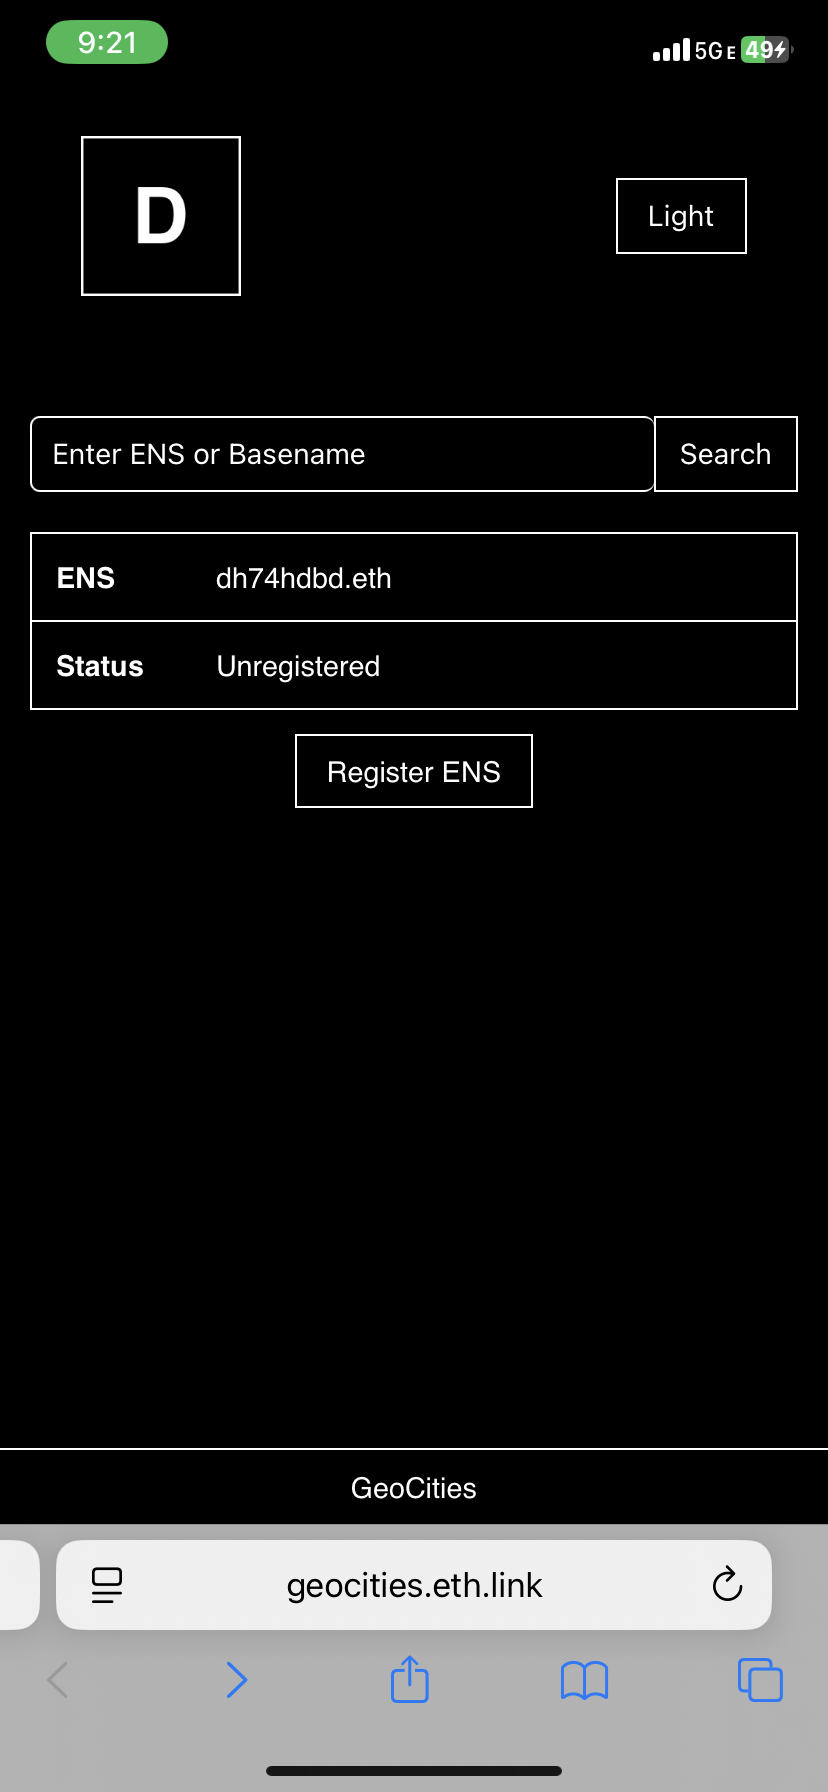 9:21
5G E 49
D
Light
Enter ENS or Basename
Search
ENS dh74hdbd.eth
Status Unregistered
Register ENS
GeoCities
geocities.eth.link